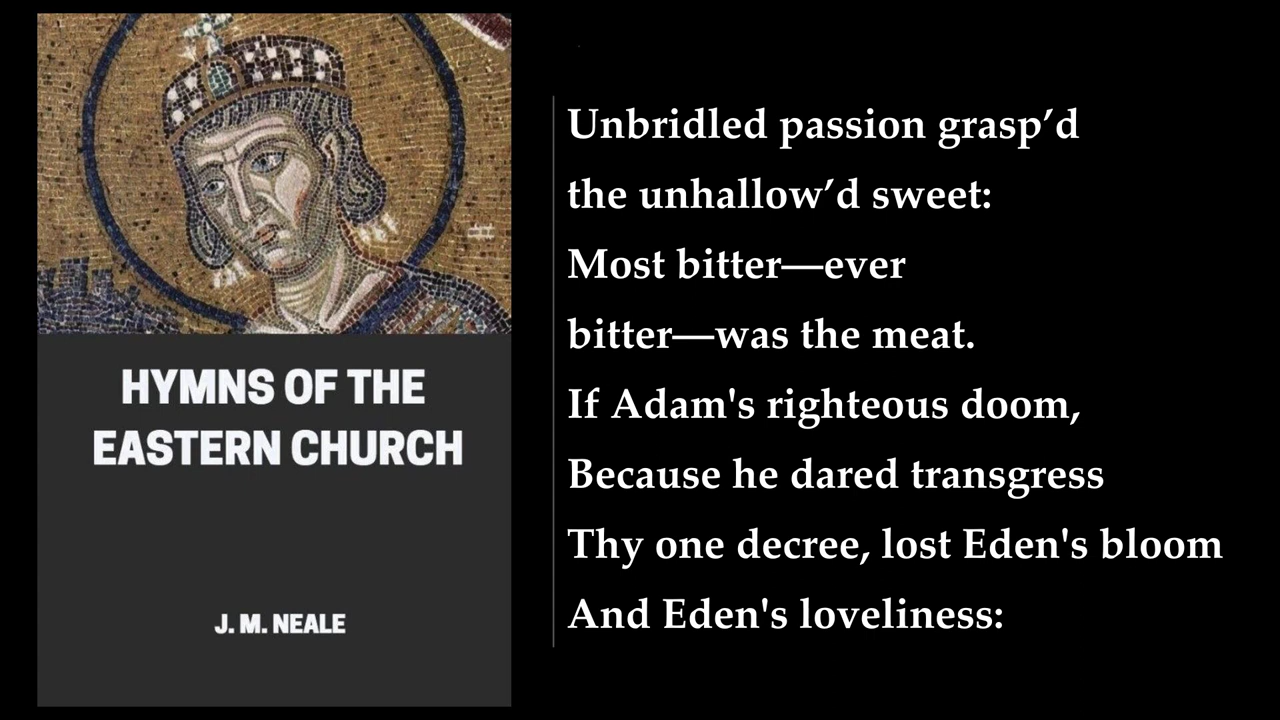 HYMNS OF THE
EASTERN CHURCH
J. M. NEALE
Unbridled passion grasp’d
the unhallow’d sweet:
Most bitter—ever
bitter—was the meat.
If Adam's righteous doom,
Because he dared transgress
Thy one decree, lost Eden's bloom
And Eden's loveliness: